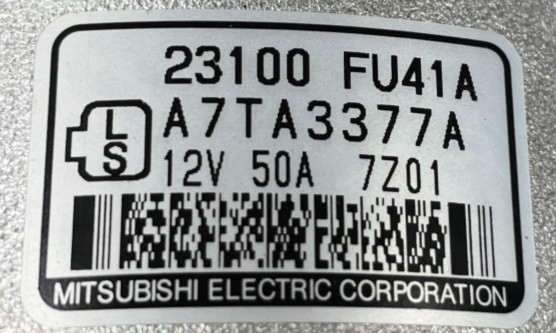 23100 FU41A
A7TA3377A
L
S
12V 50A 7Z01
MITSUBISHI ELECTRIC CORPORATION